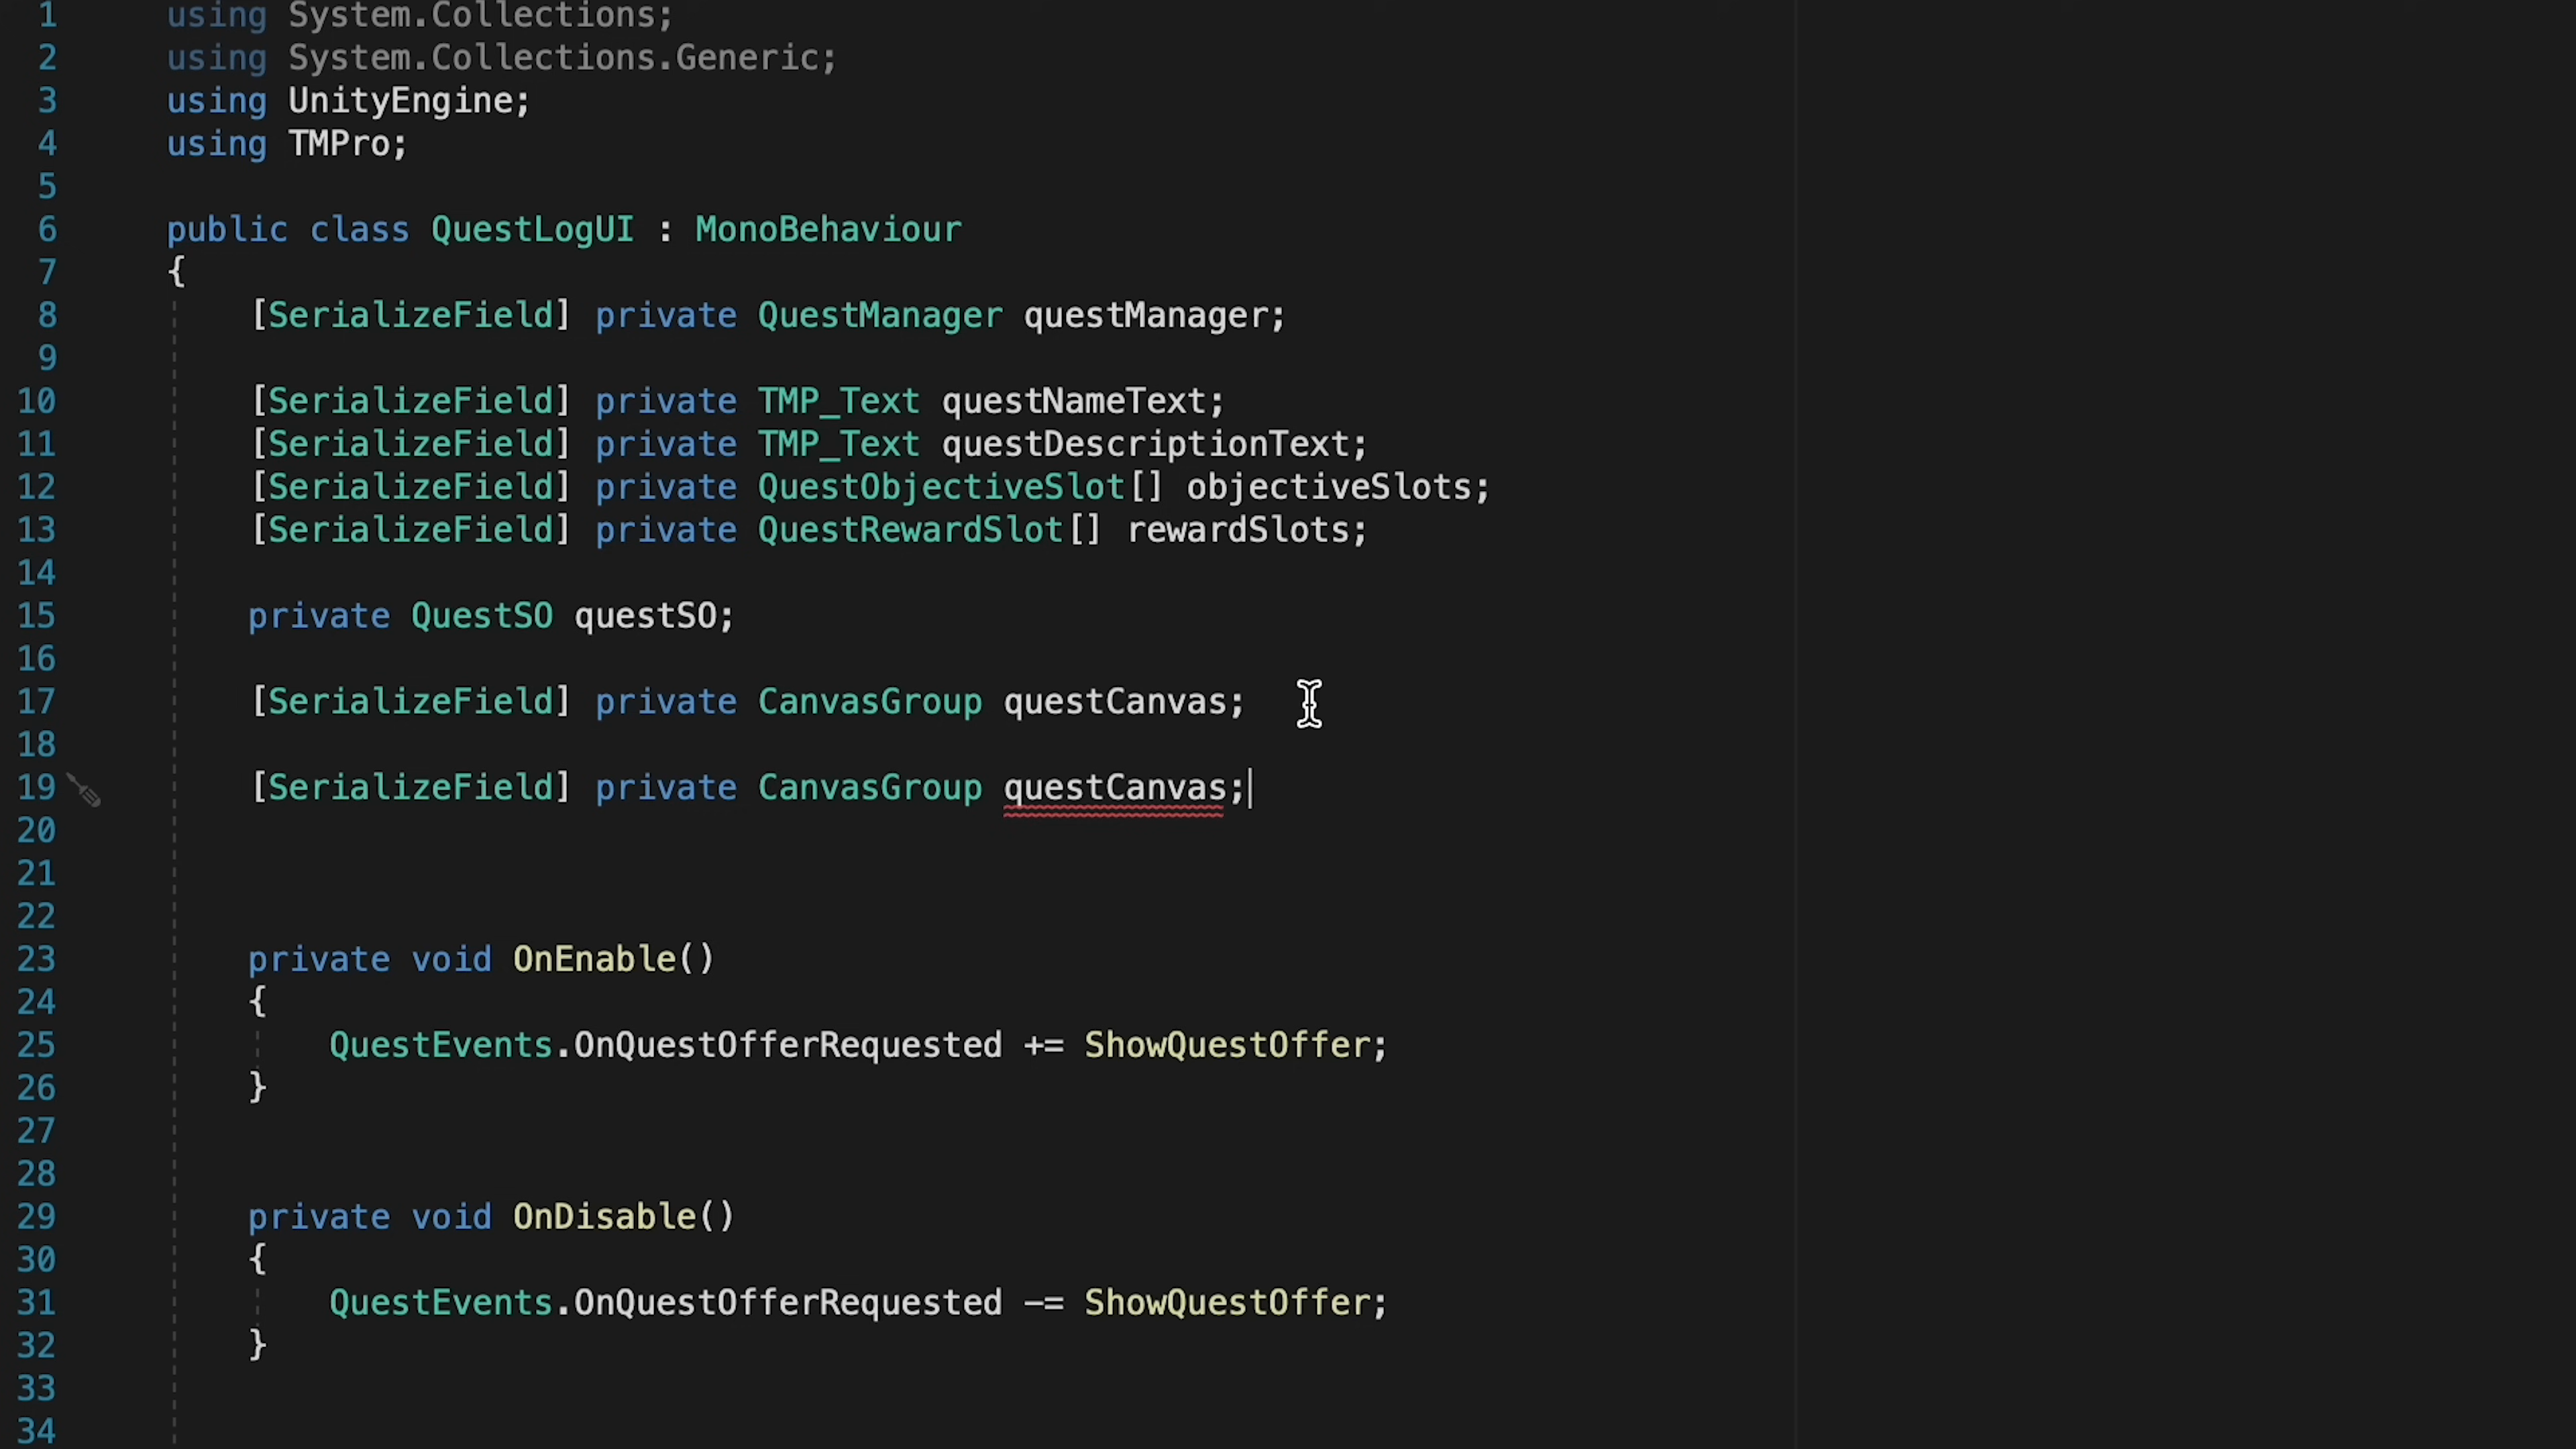 1 using System.Collections;
2 using System.Collections.Generic;
3 using UnityEngine;
4 using TMPro;
5
6 public class QuestLogUI : MonoBehaviour
7 {
8 [SerializeField] private QuestManager questManager;
9
10 [SerializeField] private TMP_Text questNameText;
11 [SerializeField] private TMP_Text questDescriptionText;
12 [SerializeField] private QuestObjectiveSlot[] objectiveSlots;
13 [SerializeField] private QuestRewardSlot[] rewardSlots;
14
15 private QuestSO questSO;
16
17 [SerializeField] private CanvasGroup questCanvas;
18
19 [SerializeField] private CanvasGroup questCanvas;
20
21
22
23 private void OnEnable()
24 {
25 QuestEvents.OnQuestOfferRequested += ShowQuestOffer;
26 }
27
28
29 private void OnDisable()
30 {
31 QuestEvents.OnQuestOfferRequested -= ShowQuestOffer;
32 }
33
34